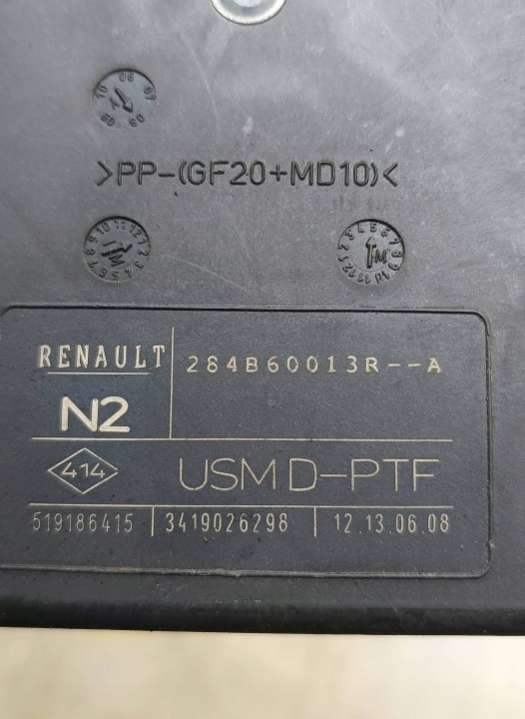 >PP-(GF20+MD10)<
RENAULT 284B60013R--A
N2
414 USM D-PTF
519186415 3419026298 12.13.06.08